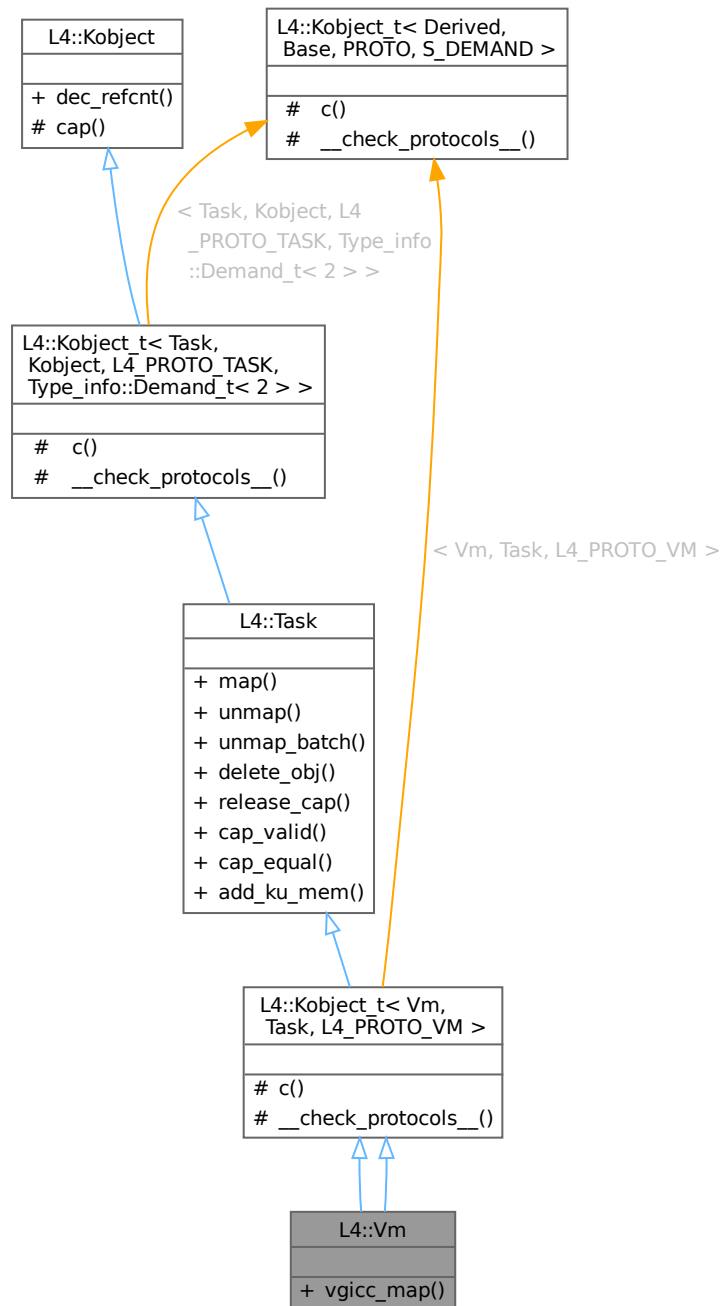 L4::Kobject
+ dec_refcnt()
# cap()
L4::Kobject_t< Derived,
Base, PROTO, S_DEMAND >
# c()
# __check_protocols__()
< Task, Kobject, L4
_PROTO_TASK, Type_info
::Demand_t< 2 > >
L4::Kobject_t< Task,
Kobject, L4_PROTO_TASK,
Type_info::Demand_t< 2 > >
# c()
# __check_protocols__()
< Vm, Task, L4_PROTO_VM >
L4::Task
+ map()
+ unmap()
+ unmap_batch()
+ delete_obj()
+ release_cap()
+ cap_valid()
+ cap_equal()
+ add_ku_mem()
L4::Kobject_t< Vm,
Task, L4_PROTO_VM >
# c()
# __check_protocols__()
L4::Vm
+ vgicc_map()